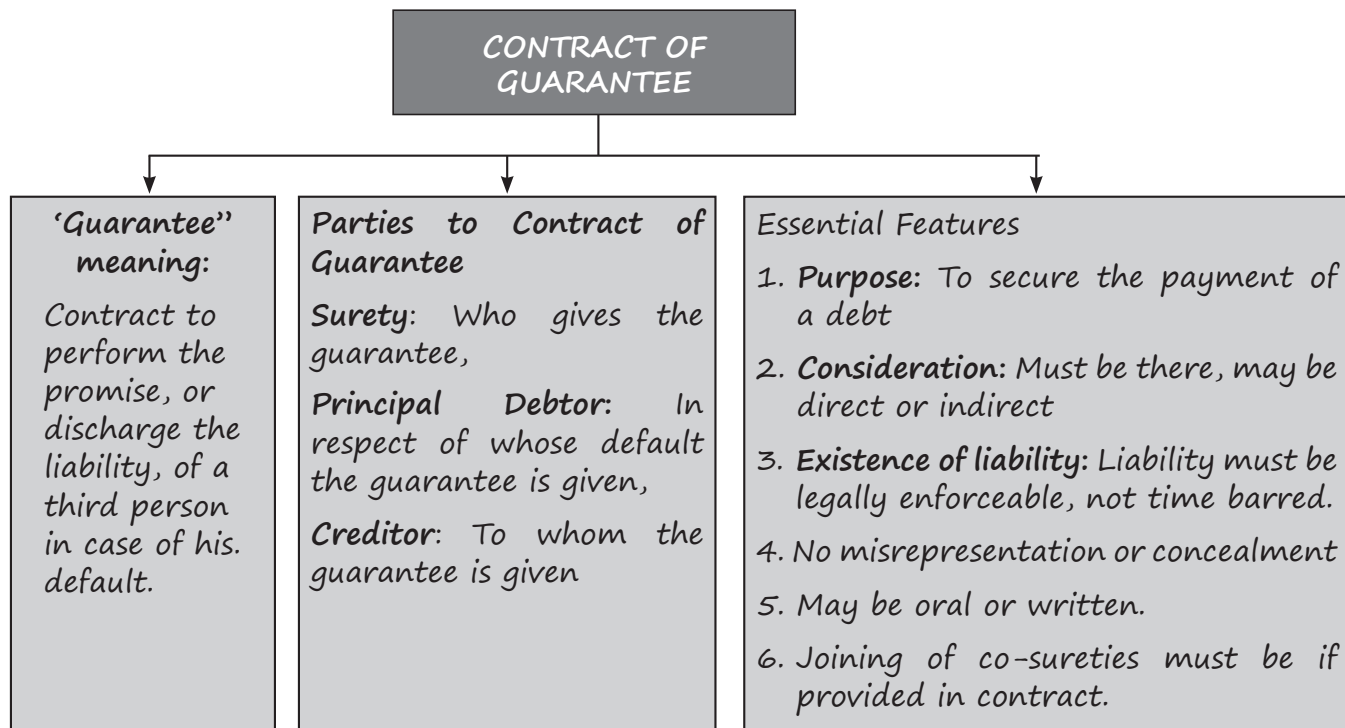 CONTRACT OF
GUARANTEE
‘Guarantee”
meaning:
Contract to
perform the
promise, or
discharge the
liability, of a
third person
in case of his.
default.
Parties to Contract of
Guarantee
Surety: Who gives the
guarantee,
Principal Debtor: In
respect of whose default
the guarantee is given,
Creditor: To whom the
guarantee is given
Essential Features
1. Purpose: To secure the payment of
a debt
2. Consideration: Must be there, may be
direct or indirect
3. Existence of liability: Liability must be
legally enforceable, not time barred.
4. No misrepresentation or concealment
5. May be oral or written.
6. Joining of co-sureties must be if
provided in contract.